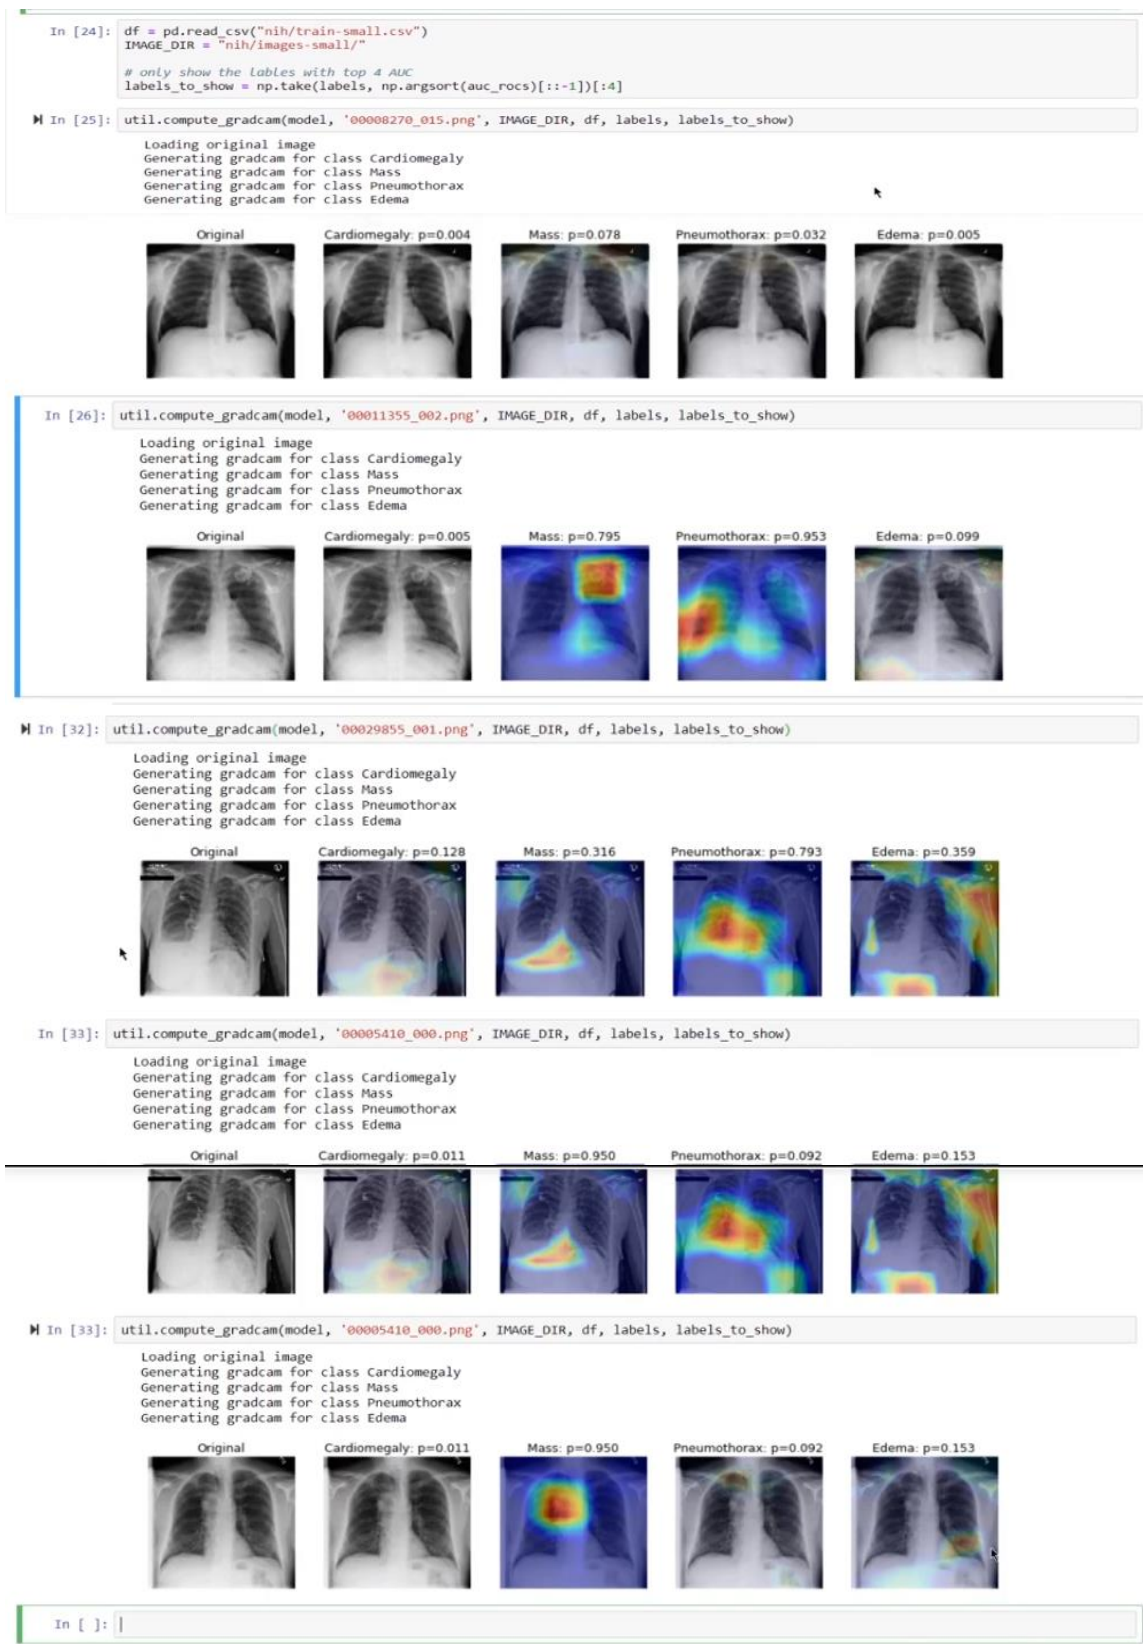 In [24]: df = pd.read_csv("nih/train-small.csv")
IMAGE_DIR = "nih/images-small/"
# only show the lables with top 4 AUC
labels_to_show = np.take(labels, np.argsort(auc_rocs)[::-1])[:4]
In [25]: util.compute_gradcam(model, '00008270_015.png', IMAGE_DIR, df, labels, labels_to_show)
Loading original image
Generating gradcam for class Cardiomegaly
Generating gradcam for class Mass
Generating gradcam for class Pneumothorax
Generating gradcam for class Edema
Original Cardiomegaly: p=0.004 Mass: p=0.078 Pneumothorax: p=0.032 Edema: p=0.005
In [26]: util.compute_gradcam(model, '00011355_002.png', IMAGE_DIR, df, labels, labels_to_show)
Loading original image
Generating gradcam for class Cardiomegaly
Generating gradcam for class Mass
Generating gradcam for class Pneumothorax
Generating gradcam for class Edema
Original Cardiomegaly: p=0.005 Mass: p=0.795 Pneumothorax: p=0.953 Edema: p=0.099
In [32]: util.compute_gradcam(model, '00029855_001.png', IMAGE_DIR, df, labels, labels_to_show)
Loading original image
Generating gradcam for class Cardiomegaly
Generating gradcam for class Mass
Generating gradcam for class Pneumothorax
Generating gradcam for class Edema
Original Cardiomegaly: p=0.128 Mass: p=0.316 Pneumothorax: p=0.793 Edema: p=0.359
In [33]: util.compute_gradcam(model, '00005410_000.png', IMAGE_DIR, df, labels, labels_to_show)
Loading original image
Generating gradcam for class Cardiomegaly
Generating gradcam for class Mass
Generating gradcam for class Pneumothorax
Generating gradcam for class Edema
Original Cardiomegaly: p=0.011 Mass: p=0.950 Pneumothorax: p=0.092 Edema: p=0.153
In [33]: util.compute_gradcam(model, '00005410_000.png', IMAGE_DIR, df, labels, labels_to_show)
Loading original image
Generating gradcam for class Cardiomegaly
Generating gradcam for class Mass
Generating gradcam for class Pneumothorax
Generating gradcam for class Edema
Original Cardiomegaly: p=0.011 Mass: p=0.950 Pneumothorax: p=0.092 Edema: p=0.153
In [ ]: